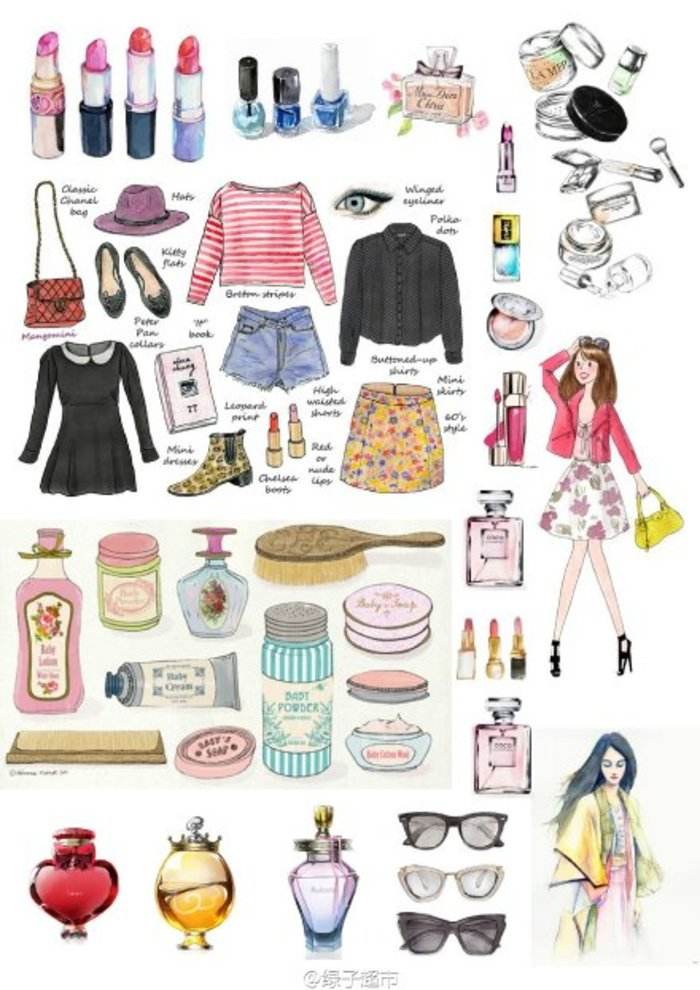 LA MER
Miss Dior
Chérie
Classic
Chanel
bag
Hats
Winged
eyeliner
Polka
dots
Kitty
flats
Breton stripes
Mangomini
Peter
Pan
collars
"It"
book
alexa
chung
IT
Buttoned-up
shirts
High
waisted
shorts
Mini
skirts
60's
style
Leopard
print
Mini
dresses
Chelsea
boots
Red
or
nude
lips
COCO
Baby
Lotion
Baby
Powder
Baby Soap
Baby
Cream
BABY
POWDER
BABY'S
SOAP
COCO
@绿子超市